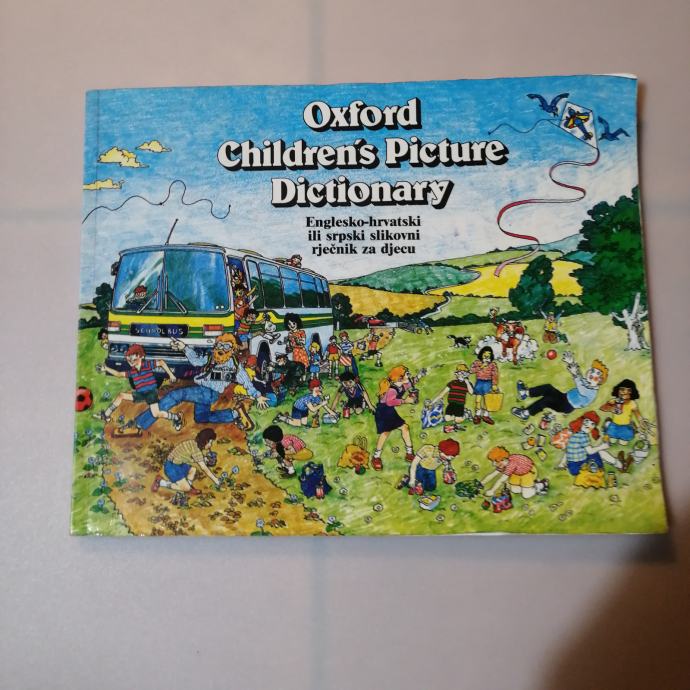 Oxford
Children's Picture
Dictionary
Englesko-hrvatski
ili srpski slikovni
rječnik za djecu
SCHOOL BUS